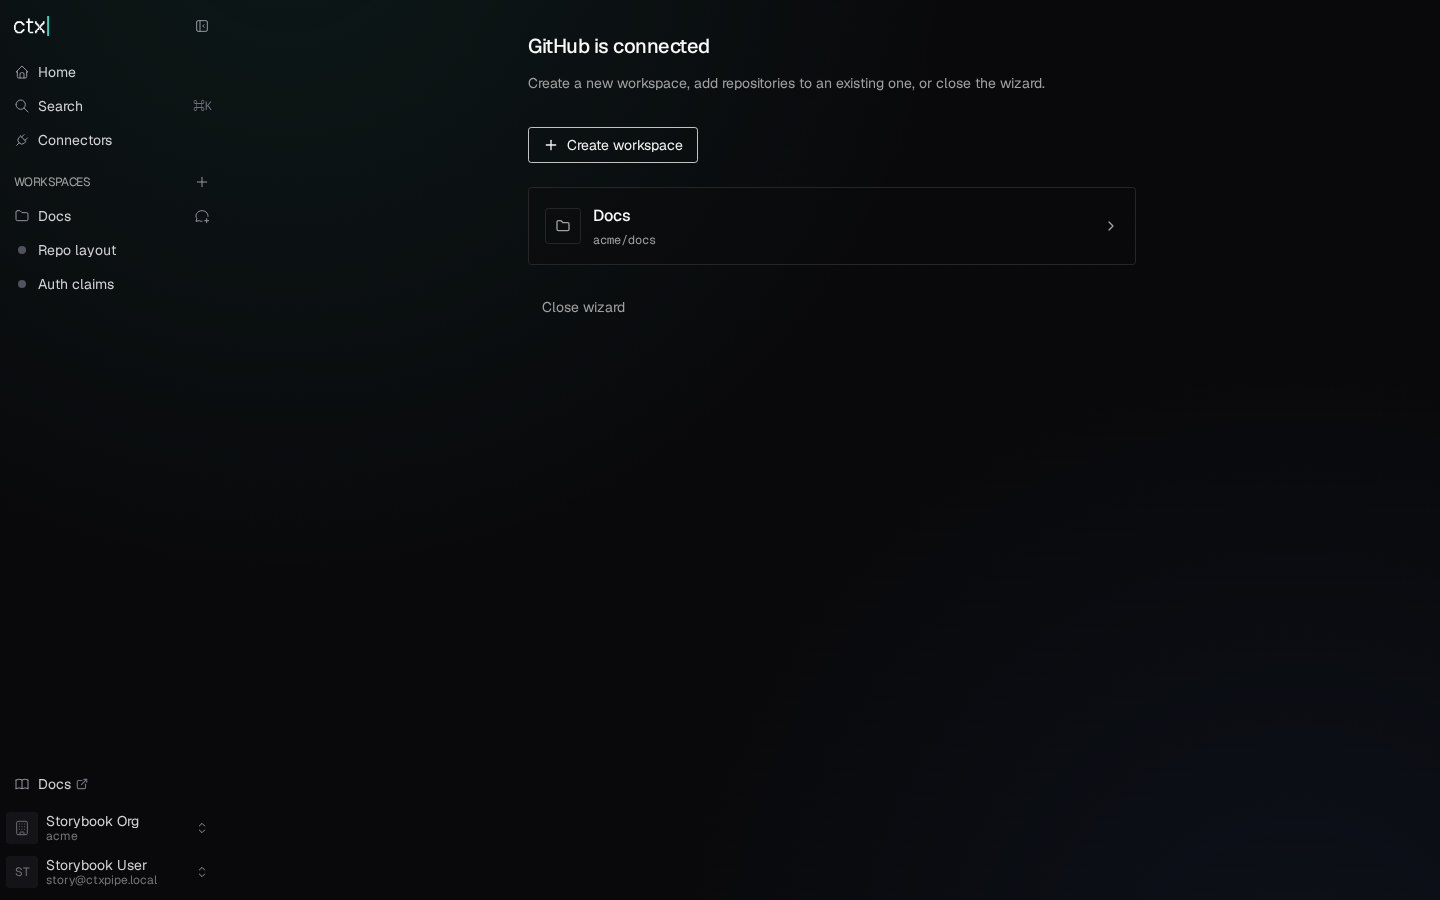 ctx
Home
Search ⌘K
Connectors
WORKSPACES
Docs
Repo layout
Auth claims
GitHub is connected
Create a new workspace, add repositories to an existing one, or close the wizard.
Create workspace
Docs
acme/docs
Close wizard
Docs
Storybook Org
acme
ST
Storybook User
story@ctxpipe.local